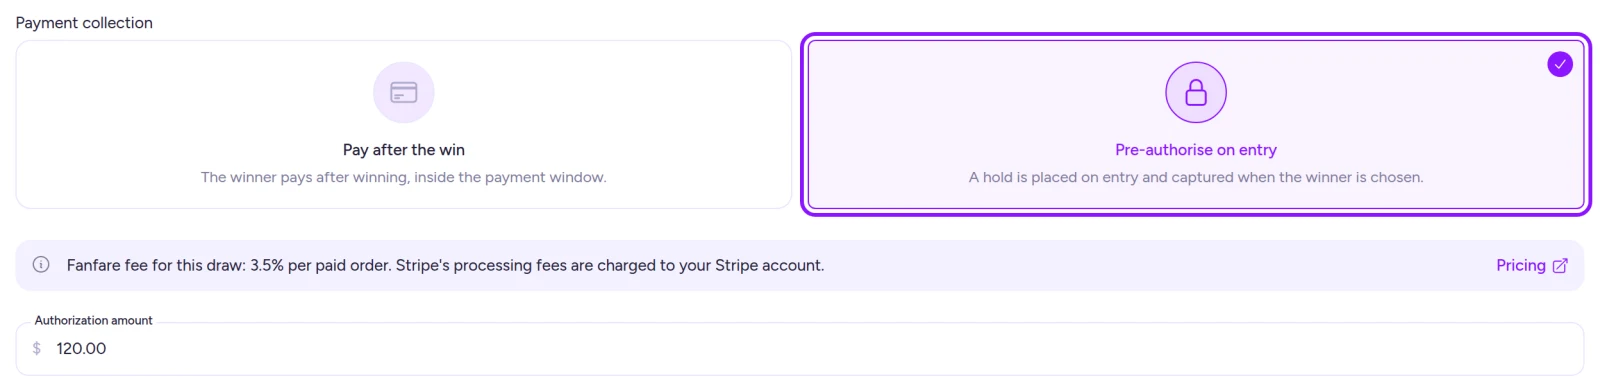 Payment collection
Pay after the win
The winner pays after winning, inside the payment window.
Pre-authorise on entry
A hold is placed on entry and captured when the winner is chosen.
Fanfare fee for this draw: 3.5% per paid order. Stripe's processing fees are charged to your Stripe account.
Pricing
Authorization amount
$ 120.00